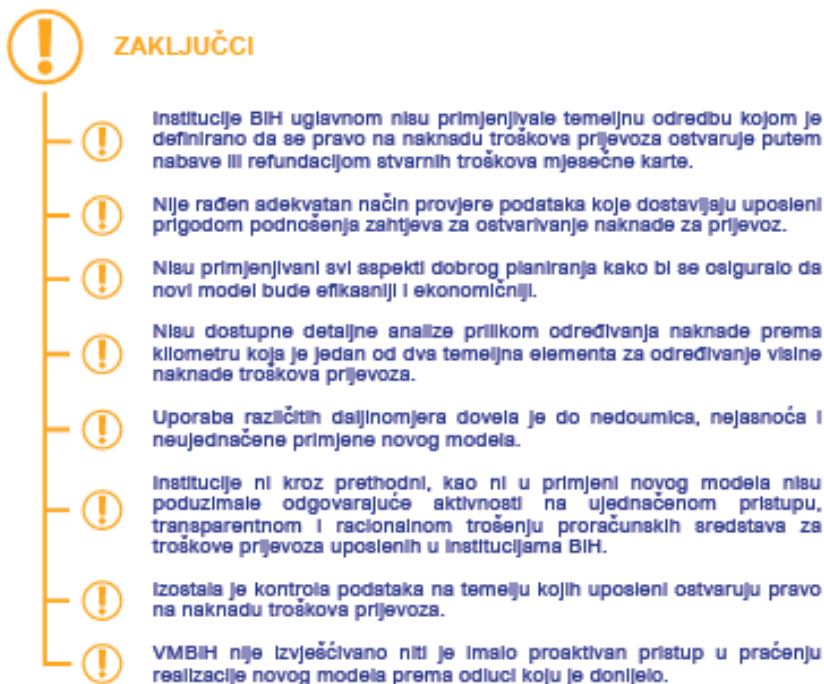 ZAKLJUČCI
Institucije BiH uglavnom nisu primjenjivale temeljnu odredbu kojom je
definirano da se pravo na naknadu troškova prijevoza ostvaruje putem
nabave ili refundacijom stvarnih troškova mjesečne karte.
Nije rađen adekvatan način provjere podataka koje dostavljaju uposleni
prigodom podnošenja zahtjeva za ostvarivanje naknade za prijevoz.
Nisu primjenjivani svi aspekti dobrog planiranja kako bi se osiguralo da
novi model bude efikasniji i ekonomičniji.
Nisu dostupne detaljne analize prilikom određivanja naknade prema
kilometru koja je jedan od dva temeljna elementa za određivanje visine
naknade troškova prijevoza.
Uporaba različitih daljinomjera dovela je do nedoumica, nejasnoća i
neujednačene primjene novog modela.
Institucije ni kroz prethodni, kao ni u primjeni novog modela nisu
poduzimale odgovarajuće aktivnosti na ujednačenom pristupu,
transparentnom i racionalnom trošenju proračunskih sredstava za
troškove prijevoza uposlenih u institucijama BiH.
Izostala je kontrola podataka na temelju kojih uposleni ostvaruju pravo
na naknadu troškova prijevoza.
VMBiH nije izvješćivano niti je imalo proaktivan pristup u praćenju
realizacije novog modela prema odluci koju je donijelo.